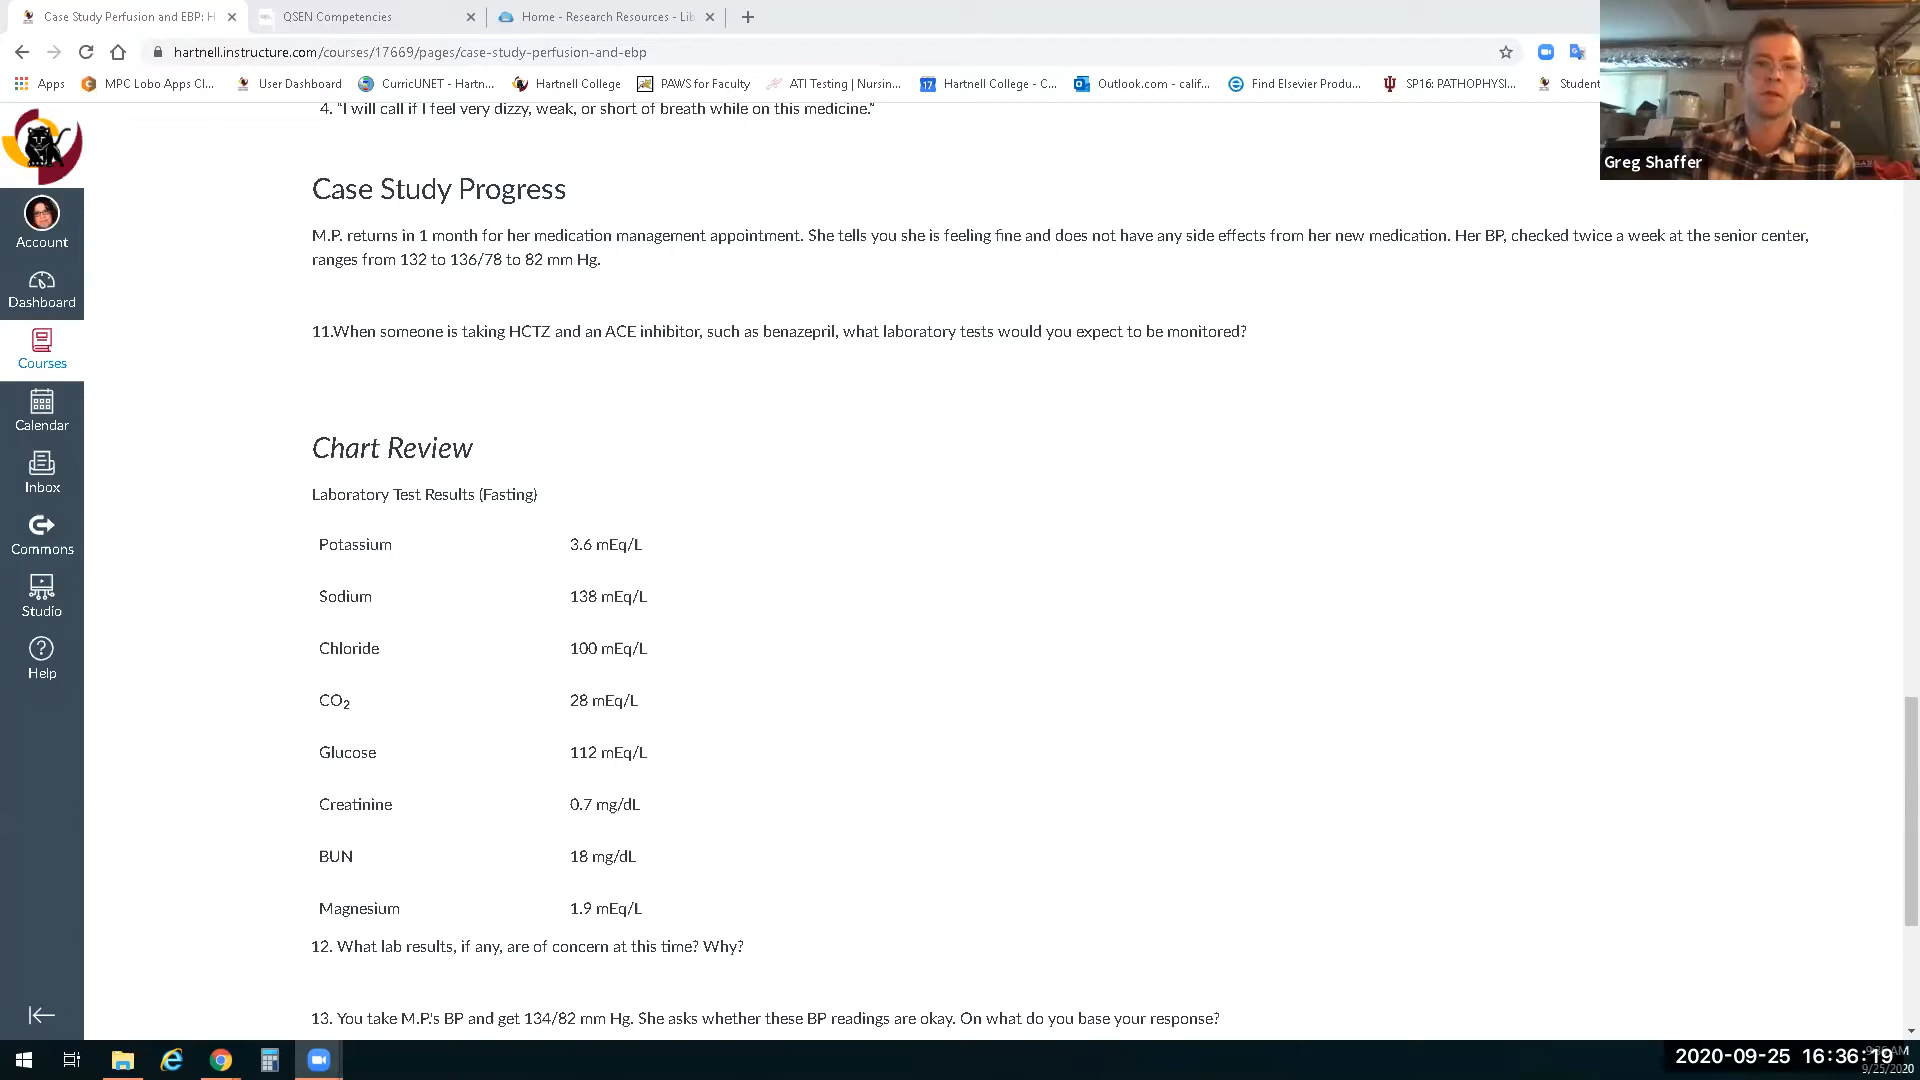 Case Study Perfusion and EBP: H
QSEN Competencies
Home - Research Resources - Lib
hartnell.instructure.com/courses/17669/pages/case-study-perfusion-and-ebp
Apps
MPC Lobo Apps Cl...
User Dashboard
CurricUNET - Hartn...
Hartnell College
PAWS for Faculty
ATI Testing | Nursin...
17
Hartnell College - C...
Outlook.com - calif...
Find Elsevier Produ...
SP16: PATHOPHYSI...
Student
Greg Shaffer
Account
Dashboard
Courses
Calendar
Inbox
Commons
Studio
Help
4. "I will call if I feel very dizzy, weak, or short of breath while on this medicine."
Case Study Progress
M.P. returns in 1 month for her medication management appointment. She tells you she is feeling fine and does not have any side effects from her new medication. Her BP, checked twice a week at the senior center,
ranges from 132 to 136/78 to 82 mm Hg.
11.When someone is taking HCTZ and an ACE inhibitor, such as benazepril, what laboratory tests would you expect to be monitored?
Chart Review
Laboratory Test Results (Fasting)
Potassium 3.6 mEq/L
Sodium 138 mEq/L
Chloride 100 mEq/L
CO2 28 mEq/L
Glucose 112 mEq/L
Creatinine 0.7 mg/dL
BUN 18 mg/dL
Magnesium 1.9 mEq/L
12. What lab results, if any, are of concern at this time? Why?
13. You take M.P.'s BP and get 134/82 mm Hg. She asks whether these BP readings are okay. On what do you base your response?
2020-09-25 16:36:19
9/25/2020